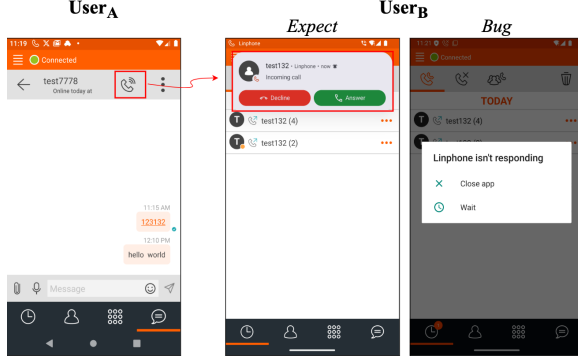 User_A
User_B
Expect
Bug
11:19
Connected
test7778
Online today at
11:15 AM
123132
12:10 PM
hello world
Message
Linphone
test132 • Linphone • now
Incoming call
Decline
Answer
T test132 (4)
T test132 (2)
11:21
Connected
TODAY
T test132 (4)
Linphone isn't responding
Close app
Wait